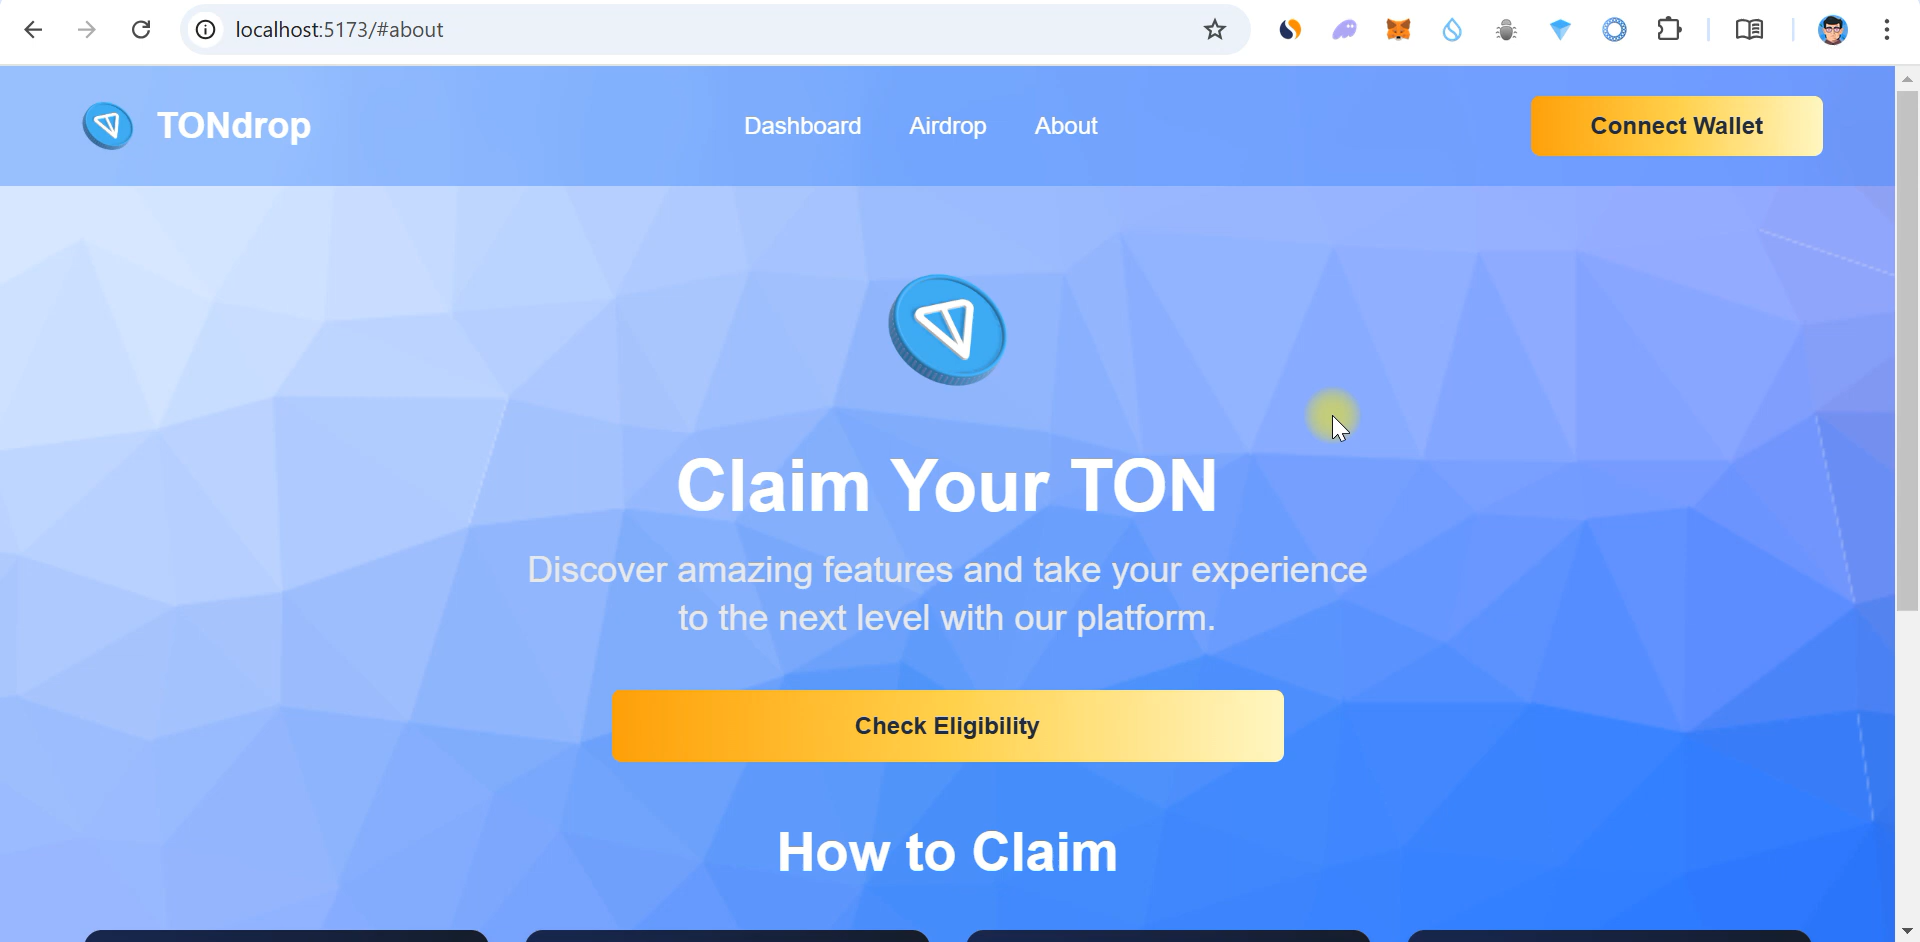 localhost:5173/#about
TONdrop
Dashboard Airdrop About
Connect Wallet
Claim Your TON
Discover amazing features and take your experience
to the next level with our platform.
Check Eligibility
How to Claim